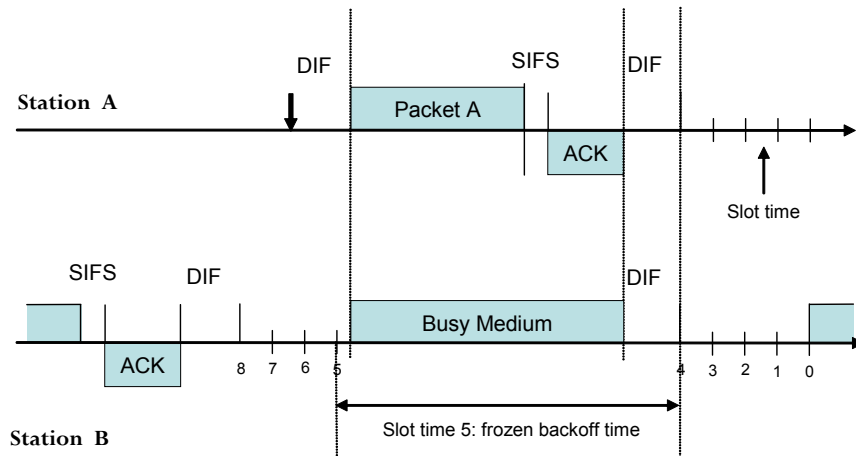 DIF
SIFS
DIF
Station A
Packet A
ACK
Slot time
SIFS
DIF
DIF
Busy Medium
ACK
8
7
6
5
4
3
2
1
0
Slot time 5: frozen backoff time
Station B